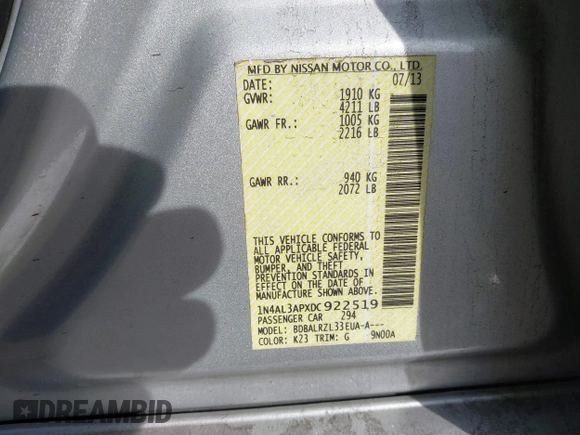 MFD BY NISSAN MOTOR CO., LTD.
DATE: 07/13
GVWR: 1910 KG
4211 LB
GAWR FR.: 1005 KG
2216 LB
GAWR RR.: 940 KG
2072 LB
THIS VEHICLE CONFORMS TO
ALL APPLICABLE FEDERAL
MOTOR VEHICLE SAFETY,
BUMPER, AND THEFT
PREVENTION STANDARDS IN
EFFECT ON THE DATE OF
MANUFACTURE SHOWN ABOVE.
1N4AL3APXDC922519
PASSENGER CAR 294
MODEL: BDBALRZL33EUA-A---
COLOR: K23 TRIM: G 9N00A
DREAMBID